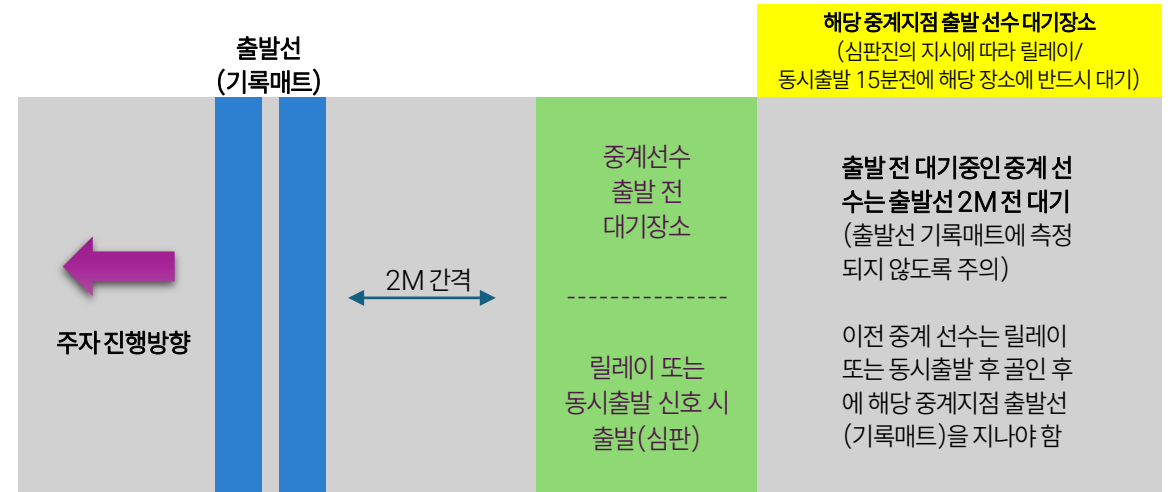 해당 중계지점 출발 선수 대기장소
(심판진의 지시에 따라 릴레이/
동시출발 15분전에 해당 장소에 반드시 대기)
출발선
(기록매트)
주자 진행방향
2M 간격
중계선수
출발 전
대기장소
---------------
릴레이 또는
동시출발 신호 시
출발(심판)
출발 전 대기중인 중계 선
수는 출발선 2M 전 대기
(출발선 기록매트에 측정
되지 않도록 주의)
이전 중계 선수는 릴레이
또는 동시출발 후 골인 후
에 해당 중계지점 출발선
(기록매트)을 지나야 함